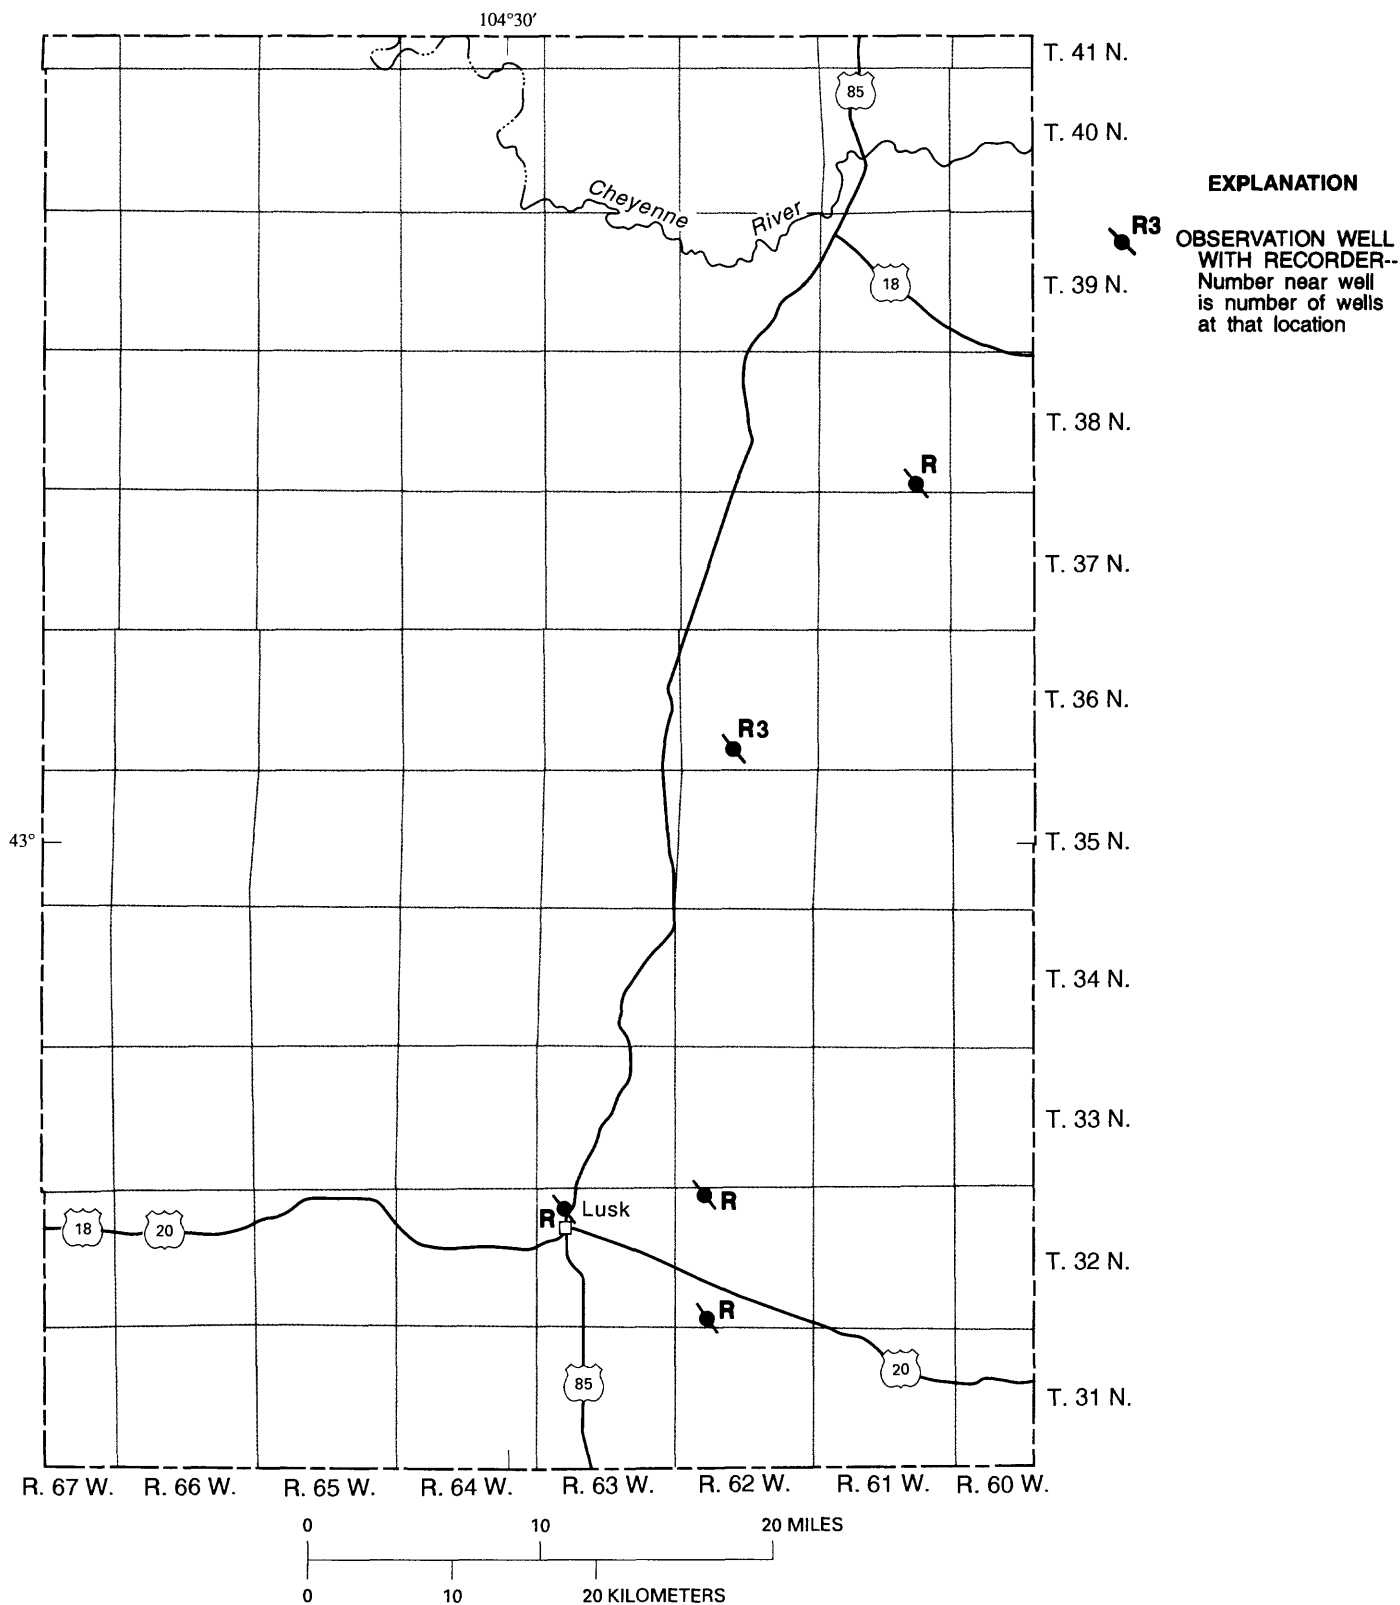 104°30′
T. 41 N.
85
T. 40 N.
EXPLANATION
Cheyenne River
R3
OBSERVATION WELL
WITH RECORDER--
Number near well
is number of wells
at that location
18
T. 39 N.
T. 38 N.
R
T. 37 N.
T. 36 N.
R3
43°
T. 35 N.
T. 34 N.
T. 33 N.
R
Lusk
R
18
20
T. 32 N.
R
20
85
T. 31 N.
R. 67 W. R. 66 W. R. 65 W. R. 64 W. R. 63 W. R. 62 W. R. 61 W. R. 60 W.
0 10 20 MILES
0 10 20 KILOMETERS